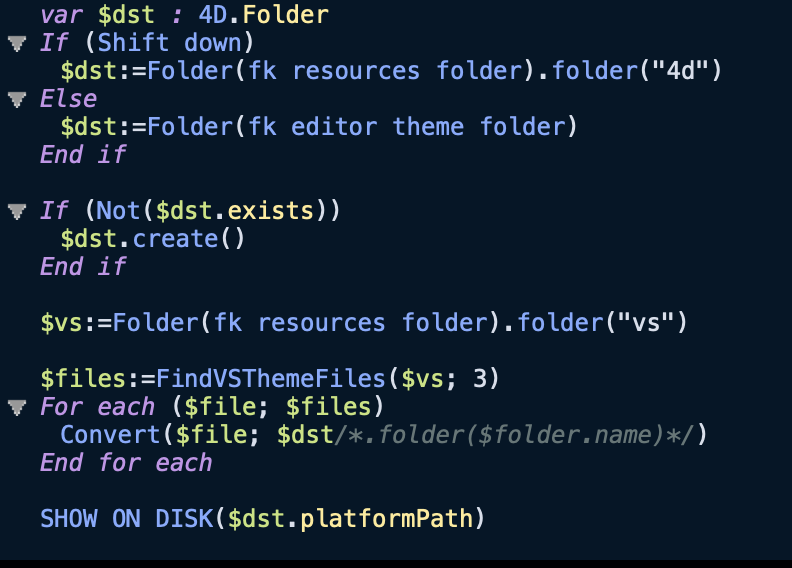 var $dst : 4D.Folder
If (Shift down)
$dst:=Folder(fk resources folder).folder("4d")
Else
$dst:=Folder(fk editor theme folder)
End if
If (Not($dst.exists))
$dst.create()
End if
$vs:=Folder(fk resources folder).folder("vs")
$files:=FindVSThemeFiles($vs; 3)
For each ($file; $files)
Convert($file; $dst/*.folder($folder.name)*/)
End for each
SHOW ON DISK($dst.platformPath)